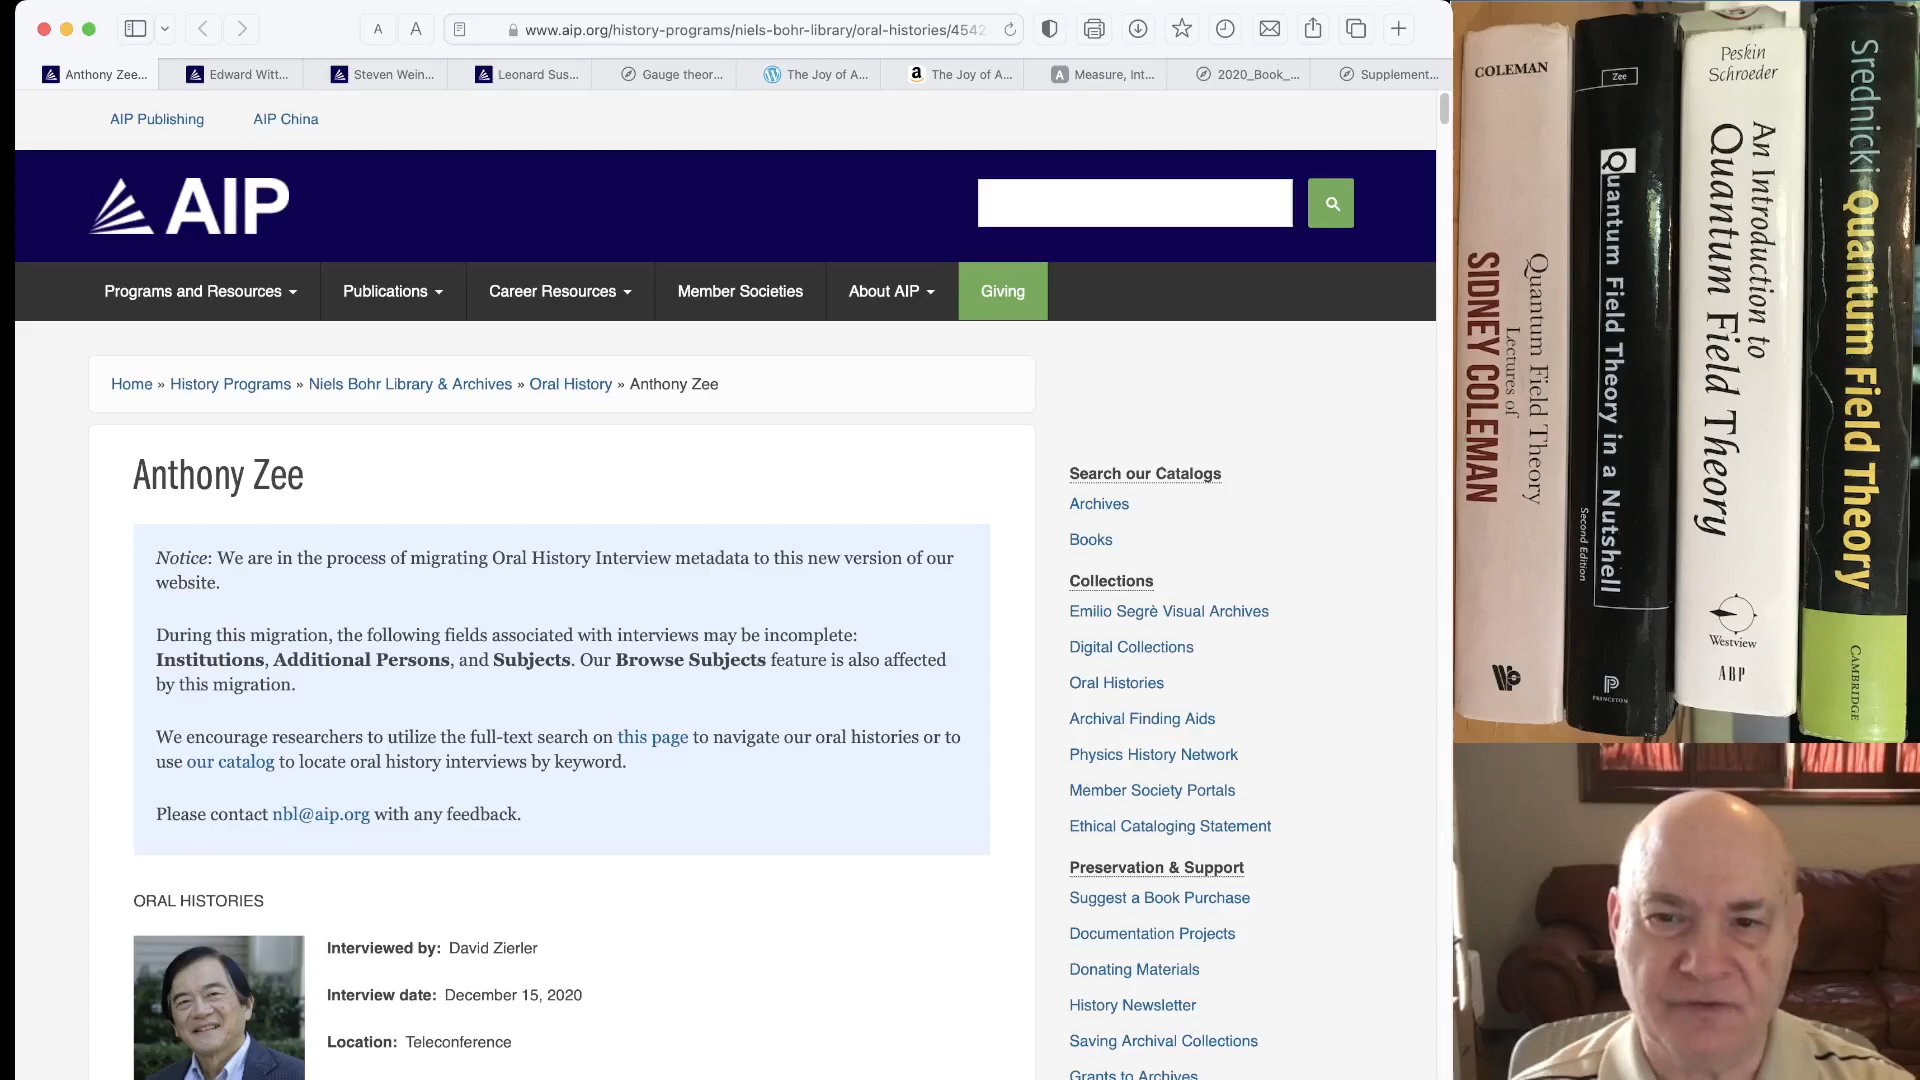 A
A
www.aip.org/history-programs/niels-bohr-library/oral-histories/4542
Anthony Zee...
Edward Witt...
Steven Wein...
Leonard Sus...
Gauge theor...
The Joy of A...
The Joy of A...
Measure, Int...
2020_Book_...
Supplement...
AIP Publishing
AIP China
AIP
Programs and Resources
Publications
Career Resources
Member Societies
About AIP
Giving
Home » History Programs » Niels Bohr Library & Archives » Oral History » Anthony Zee
Anthony Zee
Notice: We are in the process of migrating Oral History Interview metadata to this new version of our
website.
During this migration, the following fields associated with interviews may be incomplete:
Institutions, Additional Persons, and Subjects. Our Browse Subjects feature is also affected
by this migration.
We encourage researchers to utilize the full-text search on this page to navigate our oral histories or to
use our catalog to locate oral history interviews by keyword.
Please contact nbl@aip.org with any feedback.
ORAL HISTORIES
Interviewed by: David Zierler
Interview date: December 15, 2020
Location: Teleconference
Search our Catalogs
Archives
Books
Collections
Emilio Segrè Visual Archives
Digital Collections
Oral Histories
Archival Finding Aids
Physics History Network
Member Society Portals
Ethical Cataloging Statement
Preservation & Support
Suggest a Book Purchase
Documentation Projects
Donating Materials
History Newsletter
Saving Archival Collections
Grants to Archives
COLEMAN
Quantum Field Theory
Lectures of
SIDNEY COLEMAN
Zee
Quantum Field Theory in a Nutshell
Second Edition
PRINCETON
Peskin
Schroeder
An Introduction to
Quantum Field Theory
Westview
ABP
Srednicki
Quantum Field Theory
CAMBRIDGE